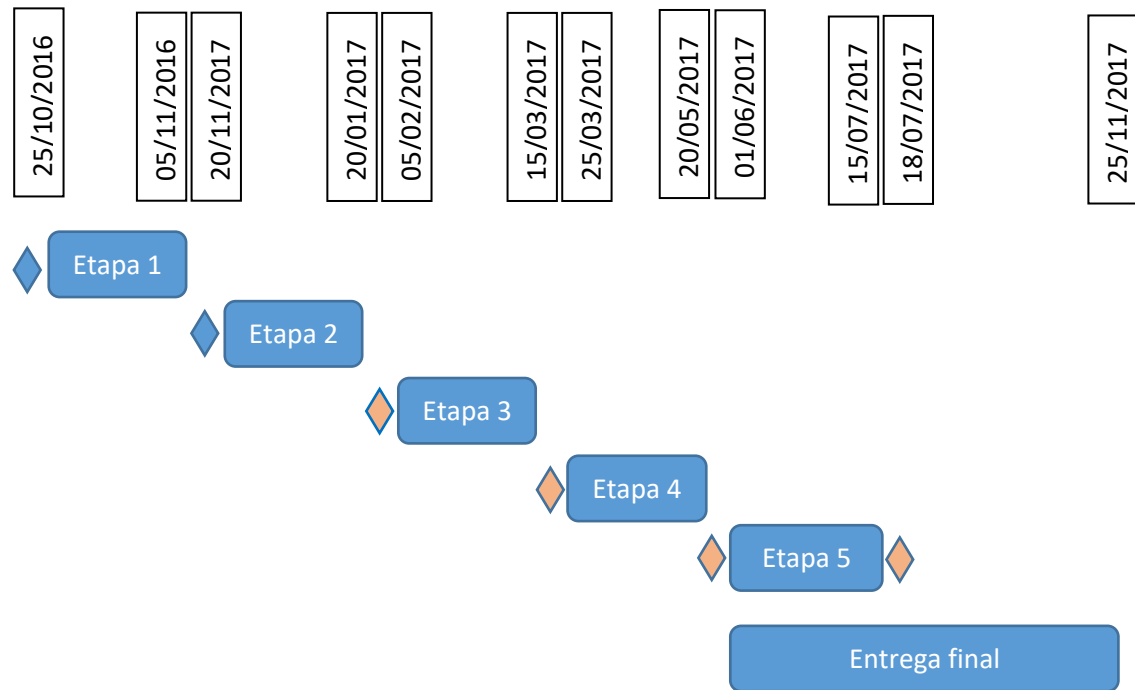 25/10/2016
05/11/2016
20/11/2017
20/01/2017
05/02/2017
15/03/2017
25/03/2017
20/05/2017
01/06/2017
15/07/2017
18/07/2017
25/11/2017
Etapa 1
Etapa 2
Etapa 3
Etapa 4
Etapa 5
Entrega final